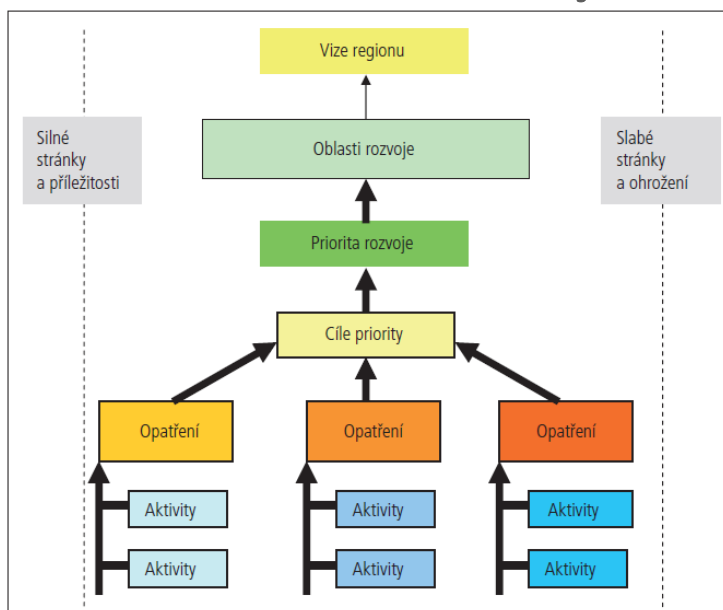 Vize regionu
Silné
stránky
a příležitosti
Oblasti rozvoje
Slabé
stránky
a ohrožení
Priorita rozvoje
Cíle priority
Opatření
Opatření
Opatření
Aktivity
Aktivity
Aktivity
Aktivity
Aktivity
Aktivity